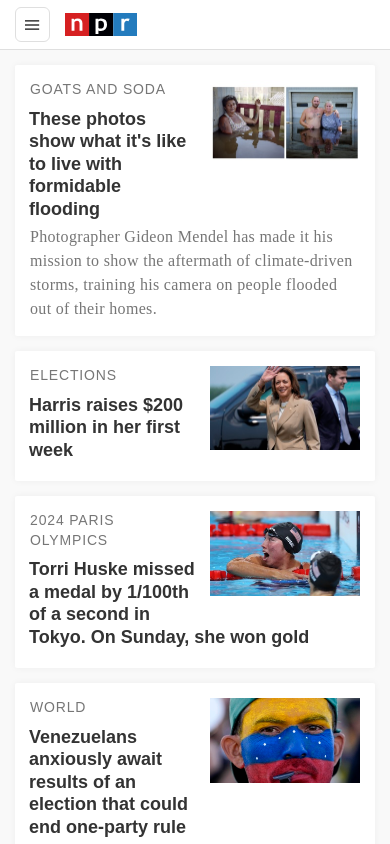 npr
GOATS AND SODA
These photos
show what it's like
to live with
formidable
flooding
Photographer Gideon Mendel has made it his
mission to show the aftermath of climate-driven
storms, training his camera on people flooded
out of their homes.
ELECTIONS
Harris raises $200
million in her first
week
2024 PARIS
OLYMPICS
Torri Huske missed
a medal by 1/100th
of a second in
Tokyo. On Sunday, she won gold
WORLD
Venezuelans
anxiously await
results of an
election that could
end one-party rule